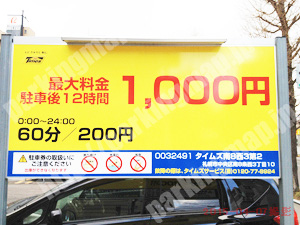 Times
最大料金
駐車後12時間
1,000円
0:00~24:00
60分/200円
駐車券の取扱いに
ご注意ください
0032491 タイムズ南8西3第2
札幌市中央区南8条西3丁目10
タイムズサービス(株)0120-77-8924